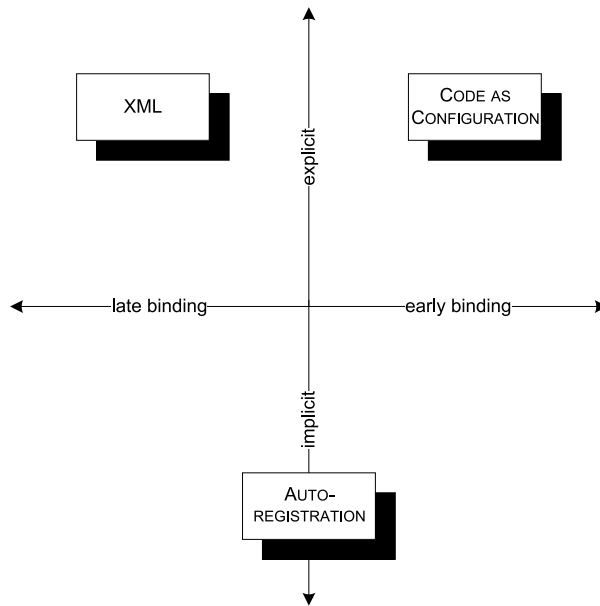 XML
CODE AS
CONFIGURATION
explicit
late binding
early binding
implicit
AUTO-
REGISTRATION